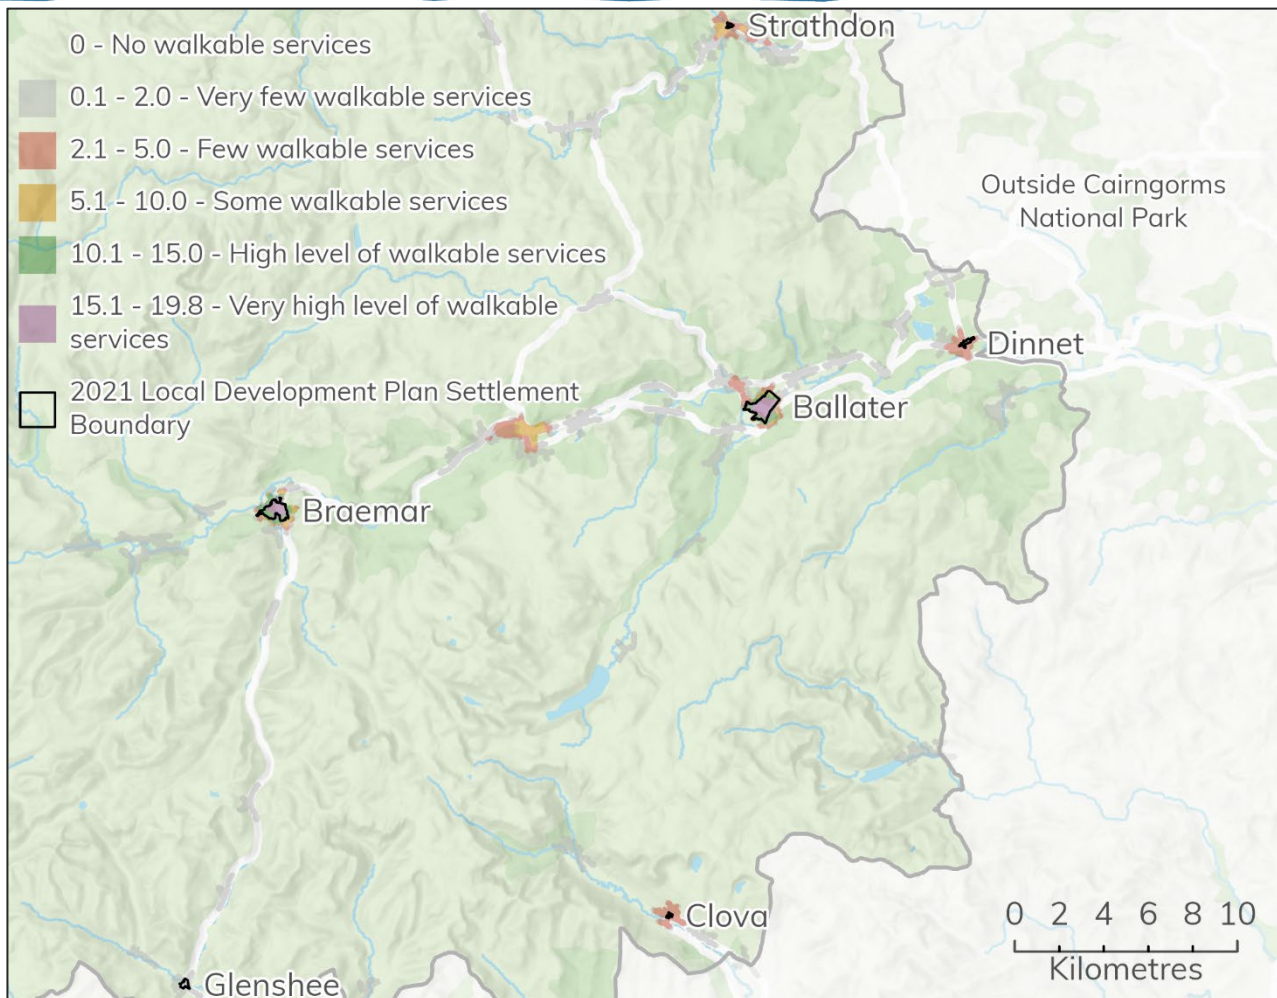 0 - No walkable services
0.1 - 2.0 - Very few walkable services
2.1 - 5.0 - Few walkable services
5.1 - 10.0 - Some walkable services
10.1 - 15.0 - High level of walkable services
15.1 - 19.8 - Very high level of walkable
services
2021 Local Development Plan Settlement
Boundary
Strathdon
Outside Cairngorms
National Park
Dinnet
Ballater
Braemar
Clova
Glenshee
0 2 4 6 8 10
Kilometres